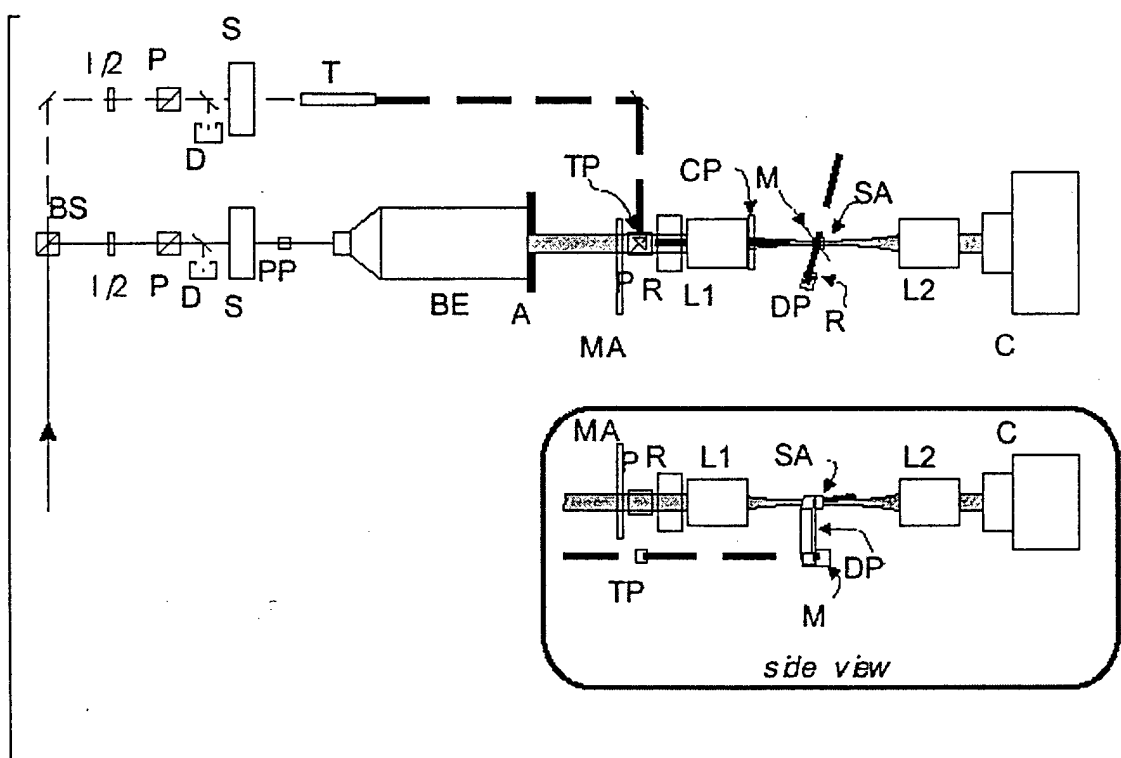 S
I/2 P
T
D
TP
CP M
SA
BS
I/2 P D S PP
BE
A
P R L1
DP R
L2
MA
C
MA
P R L1 SA L2 C
TP
DP
M
side view